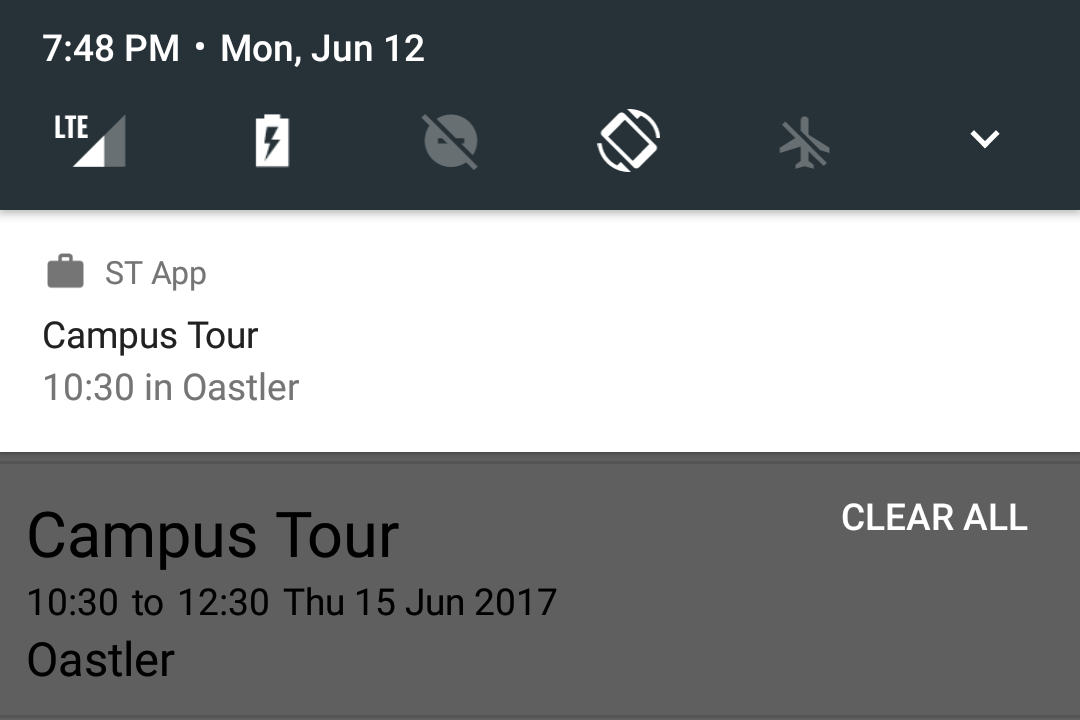 7:48 PM • Mon, Jun 12
LTE
ST App
Campus Tour
10:30 in Oastler
CLEAR ALL
Campus Tour
10:30 to 12:30 Thu 15 Jun 2017
Oastler